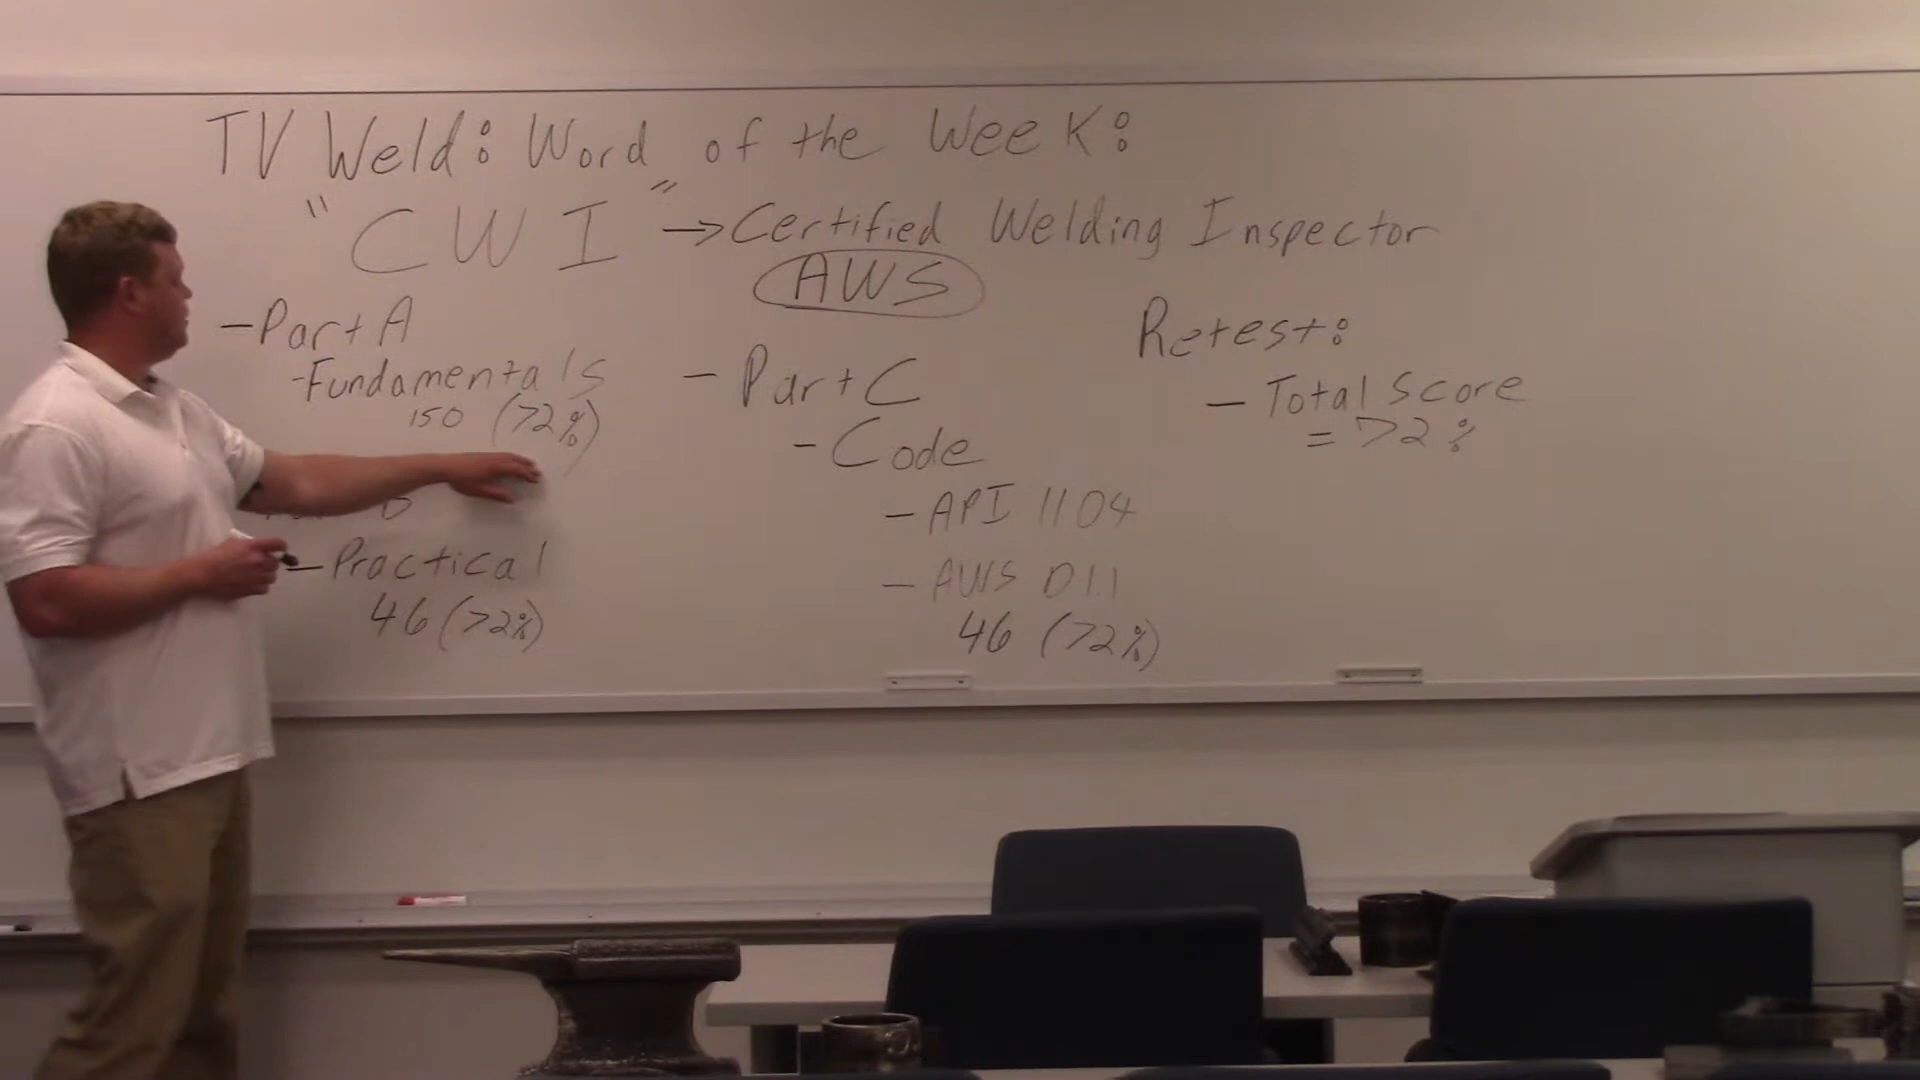 TV Weld: Word of the Week:
"CWI" → Certified Welding Inspector
AWS
- Part A
- Fundamentals
150 (72%)
B
- Practical
46 (72%)
- Part C
- Code
- API 1104
- AWS D1.1
46 (72%)
Retest:
- Total Score
= 72%